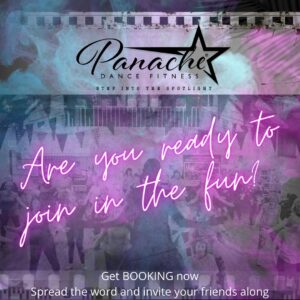 Panache
DANCE FITNESS
STEP INTO THE SPOTLIGHT
Are you ready to
join in the fun?
Get BOOKING now
Spread the word and invite your friends along